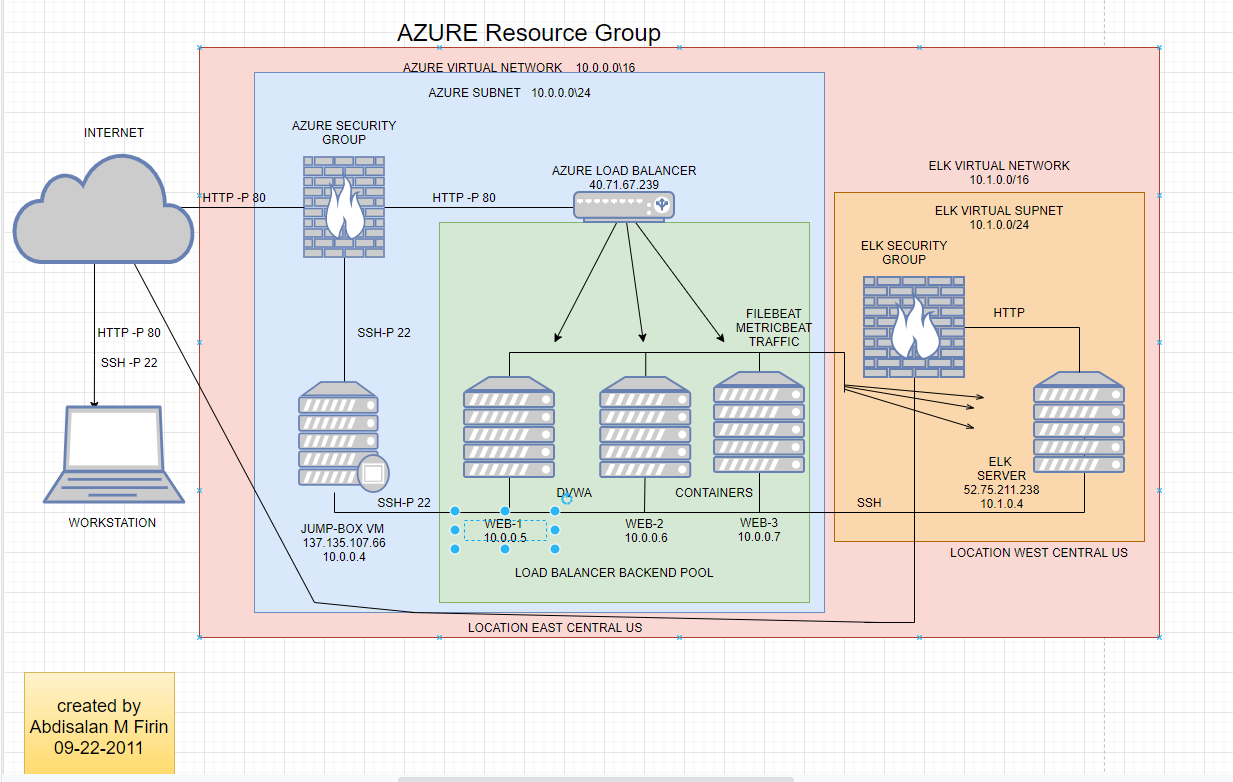 AZURE Resource Group
AZURE VIRTUAL NETWORK 10.0.0.0\16
AZURE SUBNET 10.0.0.0\24
INTERNET
AZURE SECURITY
GROUP
HTTP -P 80
HTTP -P 80
AZURE LOAD BALANCER
40.71.67.239
ELK VIRTUAL NETWORK
10.1.0.0/16
ELK VIRTUAL SUPNET
10.1.0.0/24
ELK SECURITY
GROUP
HTTP
HTTP -P 80
SSH -P 22
SSH-P 22
FILEBEAT
METRICBEAT
TRAFFIC
WORKSTATION
SSH-P 22
JUMP-BOX VM
137.135.107.66
10.0.0.4
DVWA
CONTAINERS
WEB-1
10.0.0.5
WEB-2
10.0.0.6
WEB-3
10.0.0.7
SSH
ELK
SERVER
52.75.211.238
10.1.0.4
LOCATION WEST CENTRAL US
LOAD BALANCER BACKEND POOL
LOCATION EAST CENTRAL US
created by
Abdisalan M Firin
09-22-2011